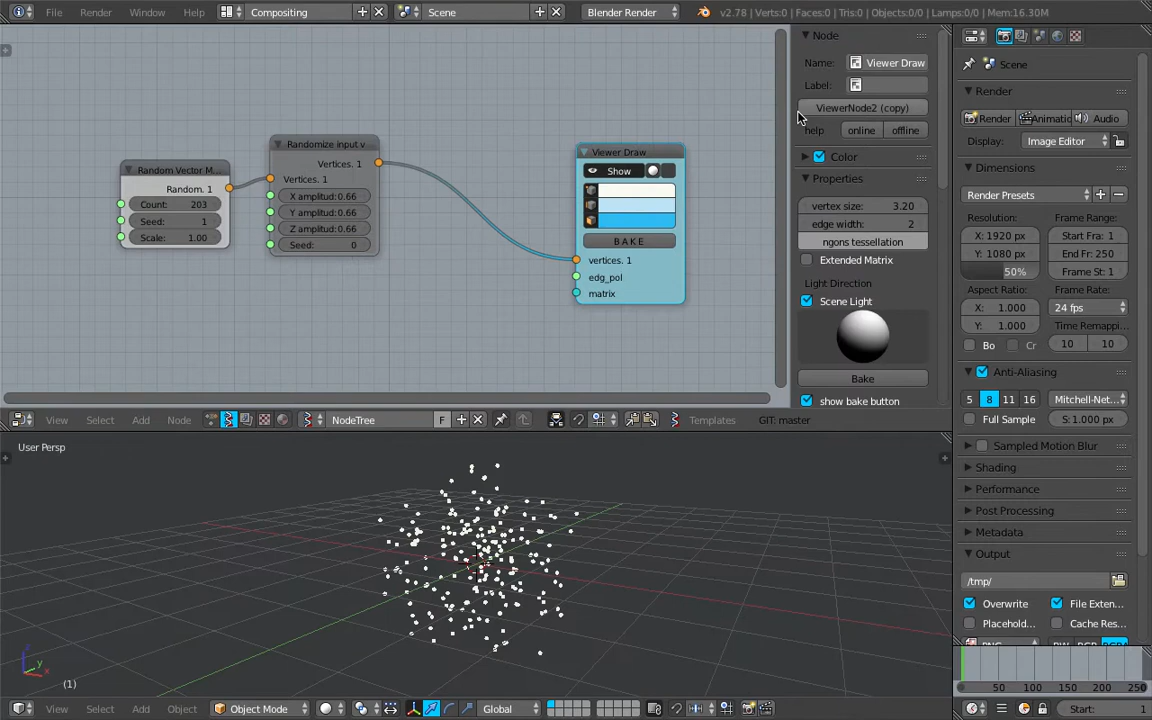 File Render Window Help Compositing Scene Blender Render v2.78 | Verts:0 | Faces:0 | Tris:0 | Objects:0/0 | Lamps:0/0 | Mem:16.30M
Random Vector M...
Random. 1
Count: 203
Seed: 1
Scale: 1.00
Randomize input v
Vertices. 1
Vertices. 1
X amplitud:0.66
Y amplitud:0.66
Z amplitud:0.66
Seed: 0
Viewer Draw
Show
BAKE
vertices. 1
edg_pol
matrix
Node
Name: Viewer Draw
Label:
ViewerNode2 (copy)
help online offline
Color
Properties
vertex size: 3.20
edge width: 2
ngons tessellation
Extended Matrix
Light Direction
Scene Light
Bake
show bake button
View Select Add Node NodeTree F Templates GIT: master
User Persp
(1)
View Select Add Object Object Mode Global
Scene
Render
Render Animatic Audio
Display: Image Editor
Dimensions
Render Presets
Resolution: Frame Range:
X: 1920 px Start Fra: 1
Y: 1080 px End Fr: 250
50% Frame St: 1
Aspect Ratio: Frame Rate:
X: 1.000 24 fps
Y: 1.000 Time Remappi...
Bo Cr 10 10
Anti-Aliasing
5 8 11 16 Mitchell-Net...
Full Sample S: 1.000 px
Sampled Motion Blur
Shading
Performance
Post Processing
Metadata
Output
/tmp/
Overwrite File Exten...
Placehold.. Cache Res...
PNG BW RGB RGBA
50 100 150 200 250
Start: 1